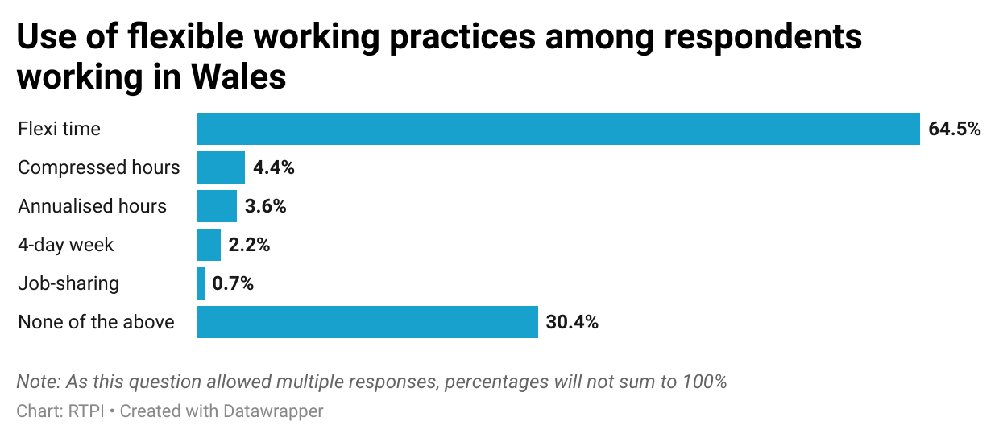 Use of flexible working practices among respondents
working in Wales
Flexi time 64.5%
Compressed hours 4.4%
Annualised hours 3.6%
4-day week 2.2%
Job-sharing 0.7%
None of the above 30.4%
Note: As this question allowed multiple responses, percentages will not sum to 100%
Chart: RTPI • Created with Datawrapper